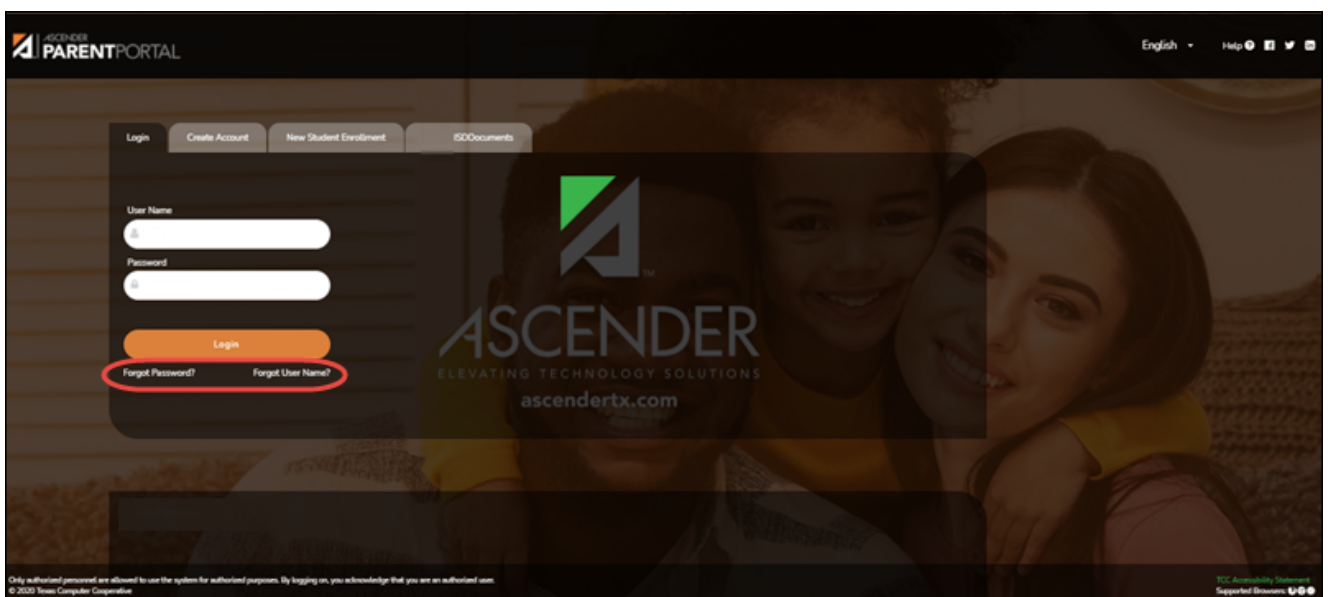 ASCENDER
PARENTPORTAL
English
Help
Login
Create Account
New Student Enrollment
ISDDocuments
User Name
Password
Login
Forgot Password?
Forgot User Name?
ASCENDER
TM
ELEVATING TECHNOLOGY SOLUTIONS
ascendertx.com
Only authorized personnel are allowed to use the system for authorized purposes. By logging on, you acknowledge that you are an authorized user.
© 2020 Texas Computer Cooperative
TCC Accessibility Statement
Supported Browsers: